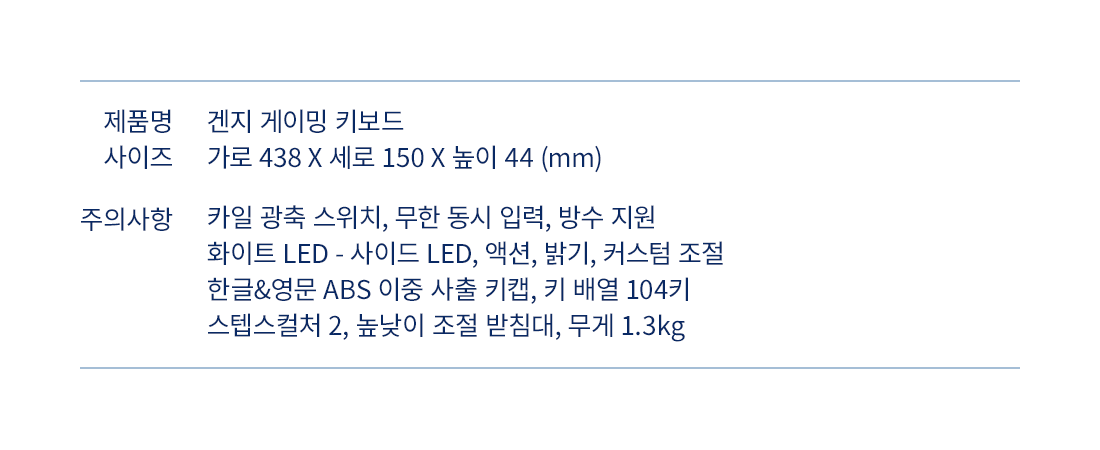 제품명 겐지 게이밍 키보드
사이즈 가로 438 X 세로 150 X 높이 44 (mm)
주의사항 카일 광축 스위치, 무한 동시 입력, 방수 지원
화이트 LED - 사이드 LED, 액션, 밝기, 커스텀 조절
한글&영문 ABS 이중 사출 키캡, 키 배열 104키
스텝스컬처 2, 높낮이 조절 받침대, 무게 1.3kg